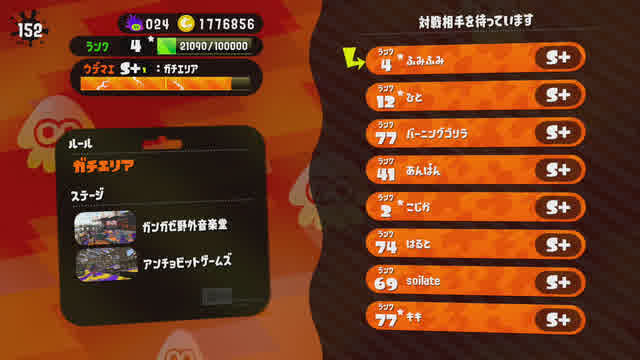 152
024
1776856
ランク 4★ 21090/100000
ウデマエ S+1 : ガチエリア
ルール
ガチエリア
ステージ
ガンガゼ野外音楽堂
アンチョビットゲームズ
対戦相手を待っています
ランク 4★ ふみふみ S+
ランク 12★ ひと S+
ランク 77 バーニングゴリラ S+
ランク 41 あんぱん S+
ランク 2★ こじか S+
ランク 74 はると S+
ランク 69 soilate S+
ランク 77★ キキ S+